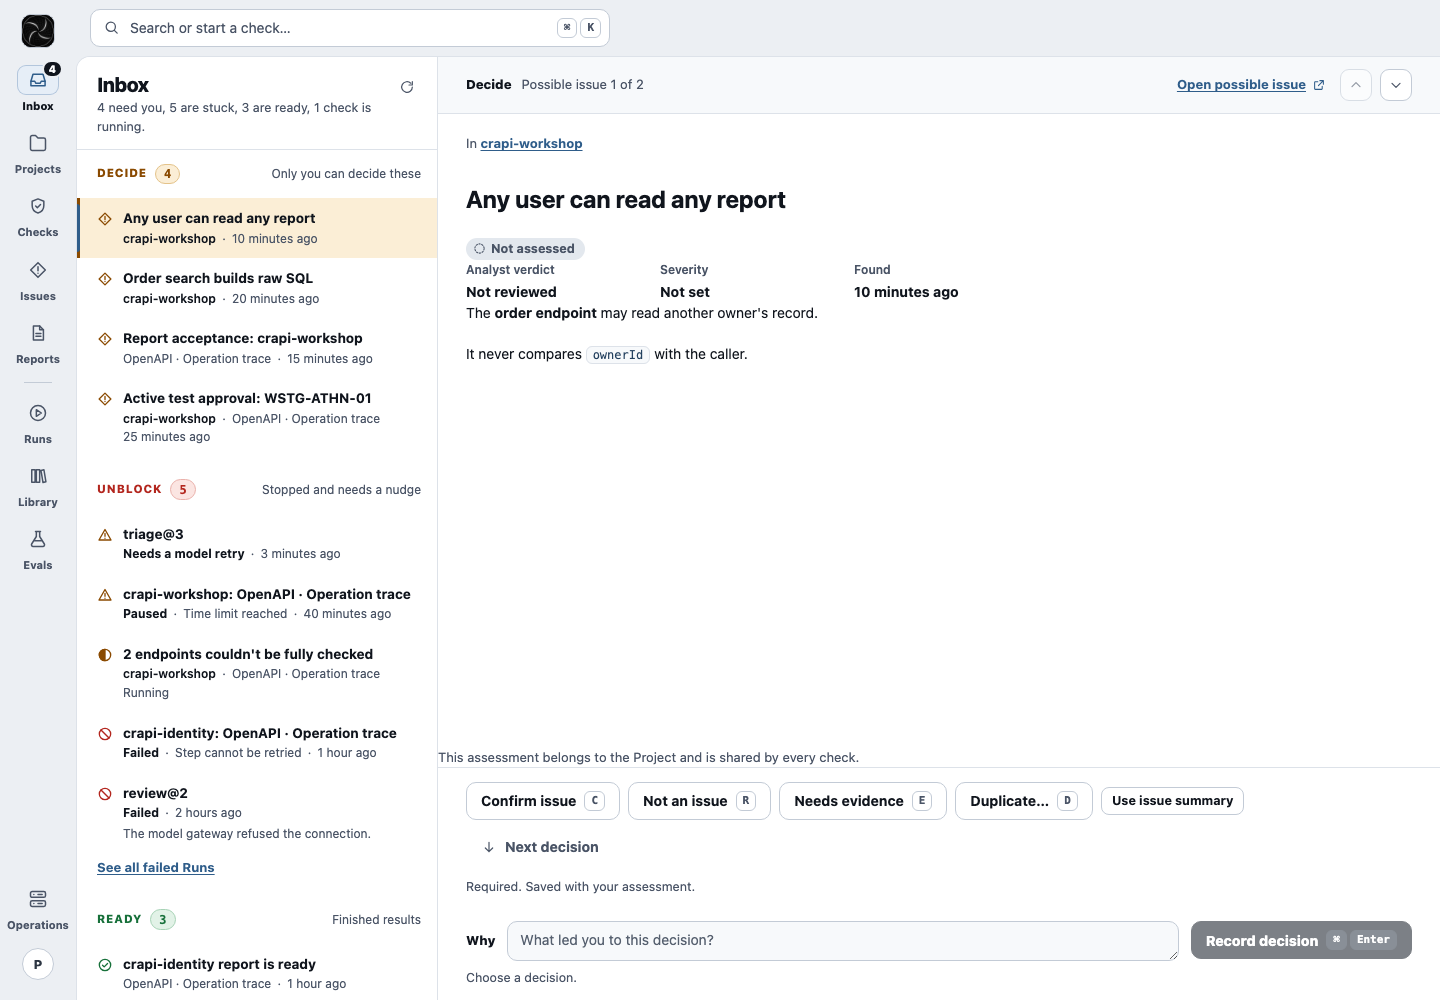 Search or start a check...
⌘ K
4
Inbox
Projects
Checks
Issues
Reports
Runs
Library
Evals
Operations
P
Inbox
4 need you, 5 are stuck, 3 are ready, 1 check is
running.
DECIDE 4 Only you can decide these
Any user can read any report
crapi-workshop · 10 minutes ago
Order search builds raw SQL
crapi-workshop · 20 minutes ago
Report acceptance: crapi-workshop
OpenAPI · Operation trace · 15 minutes ago
Active test approval: WSTG-ATHN-01
crapi-workshop · OpenAPI · Operation trace
25 minutes ago
UNBLOCK 5 Stopped and needs a nudge
triage@3
Needs a model retry · 3 minutes ago
crapi-workshop: OpenAPI · Operation trace
Paused · Time limit reached · 40 minutes ago
2 endpoints couldn't be fully checked
crapi-workshop · OpenAPI · Operation trace
Running
crapi-identity: OpenAPI · Operation trace
Failed · Step cannot be retried · 1 hour ago
review@2
Failed · 2 hours ago
The model gateway refused the connection.
See all failed Runs
READY 3 Finished results
crapi-identity report is ready
OpenAPI · Operation trace · 1 hour ago
Decide Possible issue 1 of 2 Open possible issue
In crapi-workshop
Any user can read any report
Not assessed
Analyst verdict Severity Found
Not reviewed Not set 10 minutes ago
The order endpoint may read another owner's record.
It never compares ownerId with the caller.
This assessment belongs to the Project and is shared by every check.
Confirm issue C Not an issue R Needs evidence E Duplicate... D Use issue summary
Next decision
Required. Saved with your assessment.
Why What led you to this decision? Record decision ⌘ Enter
Choose a decision.